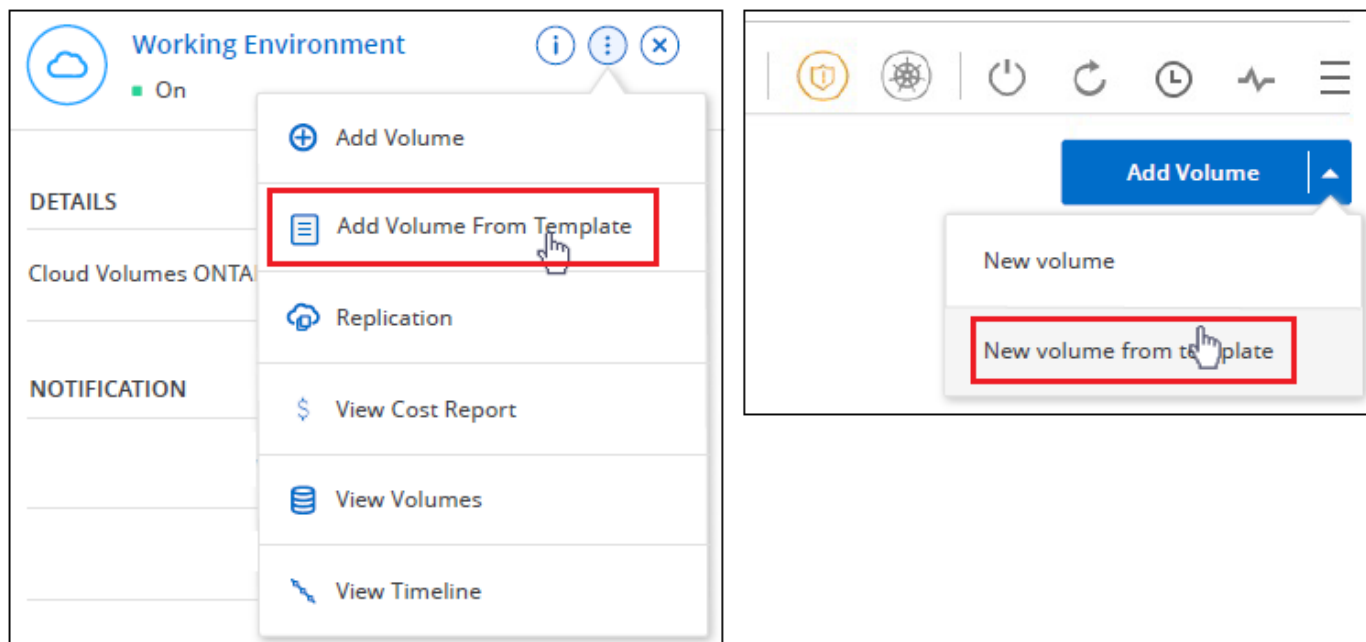 Working Environment
On
Add Volume
DETAILS
Add Volume From Template
Cloud Volumes ONTA
Replication
NOTIFICATION
$ View Cost Report
View Volumes
View Timeline
Add Volume
New volume
New volume from template